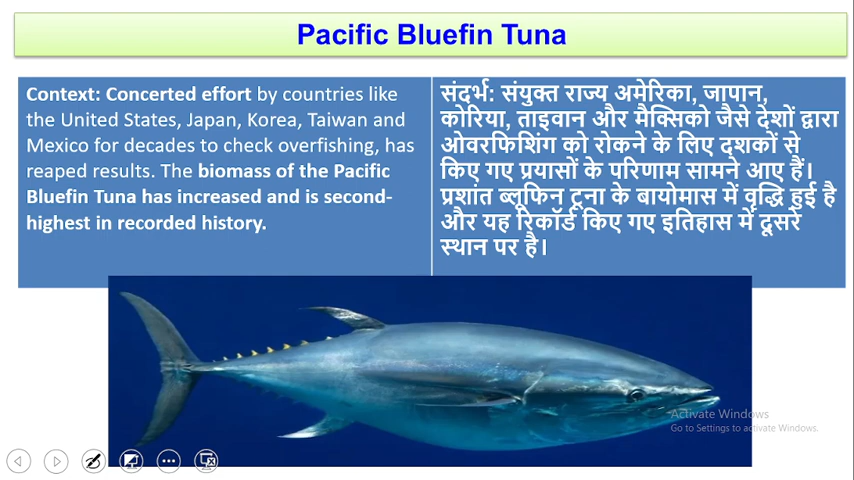 Pacific Bluefin Tuna
Context: Concerted effort by countries like
the United States, Japan, Korea, Taiwan and
Mexico for decades to check overfishing, has
reaped results. The biomass of the Pacific
Bluefin Tuna has increased and is second-
highest in recorded history.
संदर्भ: संयुक्त राज्य अमेरिका, जापान,
कोरिया, ताइवान और मैक्सिको जैसे देशों द्वारा
ओवरफिशिंग को रोकने के लिए दशकों से
किए गए प्रयासों के परिणाम सामने आए हैं।
प्रशांत ब्लूफिन टूना के बायोमास में वृद्धि हुई है
और यह रिकॉर्ड किए गए इतिहास में दूसरे
स्थान पर है।
Activate Windows
Go to Settings to activate Windows.